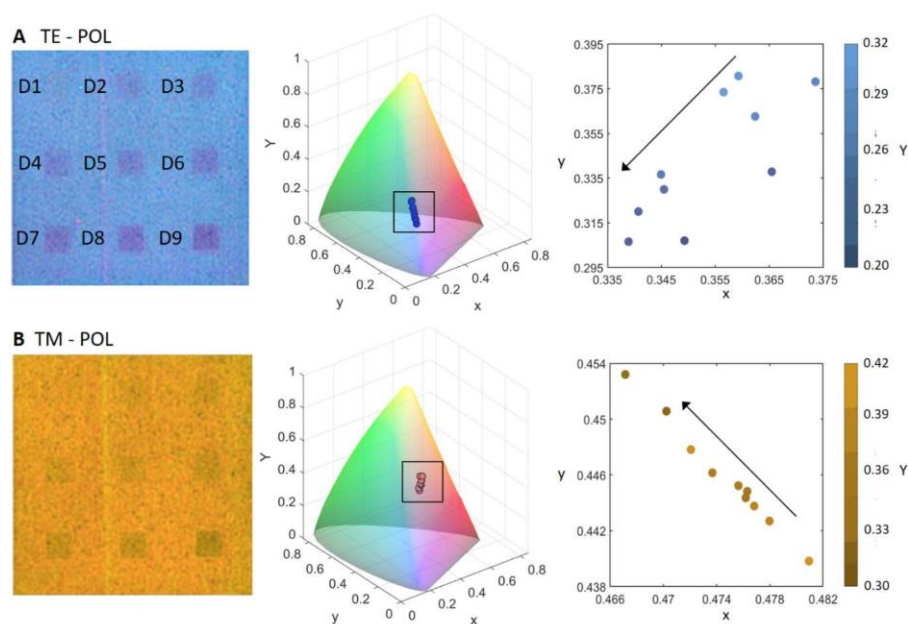 A TE - POL
D1 D2 D3
D4 D5 D6
D7 D8 D9
1
0.8
0.6
0.4
0.2
0
Y
0.8
0.6
0.4
0.2
0
y
0
0.2
0.4
0.6
0.8
x
0.395
0.375
0.355
0.335
0.315
0.295
y
0.335 0.345 0.355 0.365 0.375
x
0.32
0.29
0.26
0.23
0.20
Y
B TM - POL
1
0.8
0.6
0.4
0.2
0
Y
0.8
0.6
0.4
0.2
0
y
0
0.2
0.4
0.6
0.8
x
0.454
0.45
0.446
0.442
0.438
y
0.466 0.47 0.474 0.478 0.482
x
0.42
0.39
0.36
0.33
0.30
Y